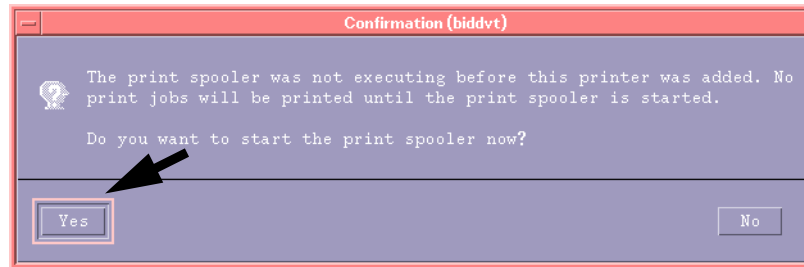 Confirmation (biddvt)
The print spooler was not executing before this printer was added. No
print jobs will be printed until the print spooler is started.
Do you want to start the print spooler now?
Yes
No